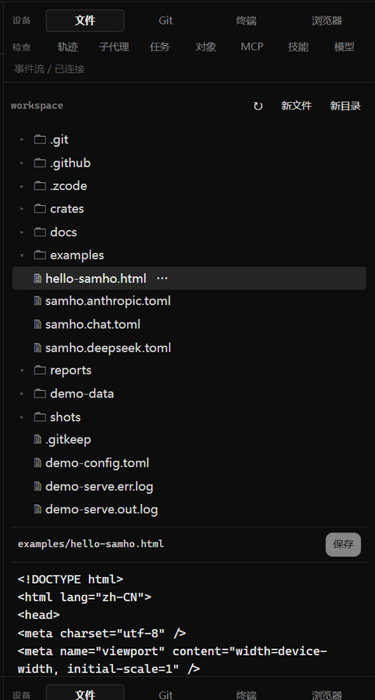 设备 文件 Git 终端 浏览器
检查 轨迹 子代理 任务 对象 MCP 技能 模型
事件流 / 已连接
workspace ↻ 新文件 新目录
.git
.github
.zcode
crates
docs
examples
hello-samho.html ···
samho.anthropic.toml
samho.chat.toml
samho.deepseek.toml
reports
demo-data
shots
.gitkeep
demo-config.toml
demo-serve.err.log
demo-serve.out.log
examples/hello-samho.html 保存
<!DOCTYPE html>
<html lang="zh-CN">
<head>
<meta charset="utf-8" />
<meta name="viewport" content="width=device-
width, initial-scale=1" />
设备 文件 Git 终端 浏览器